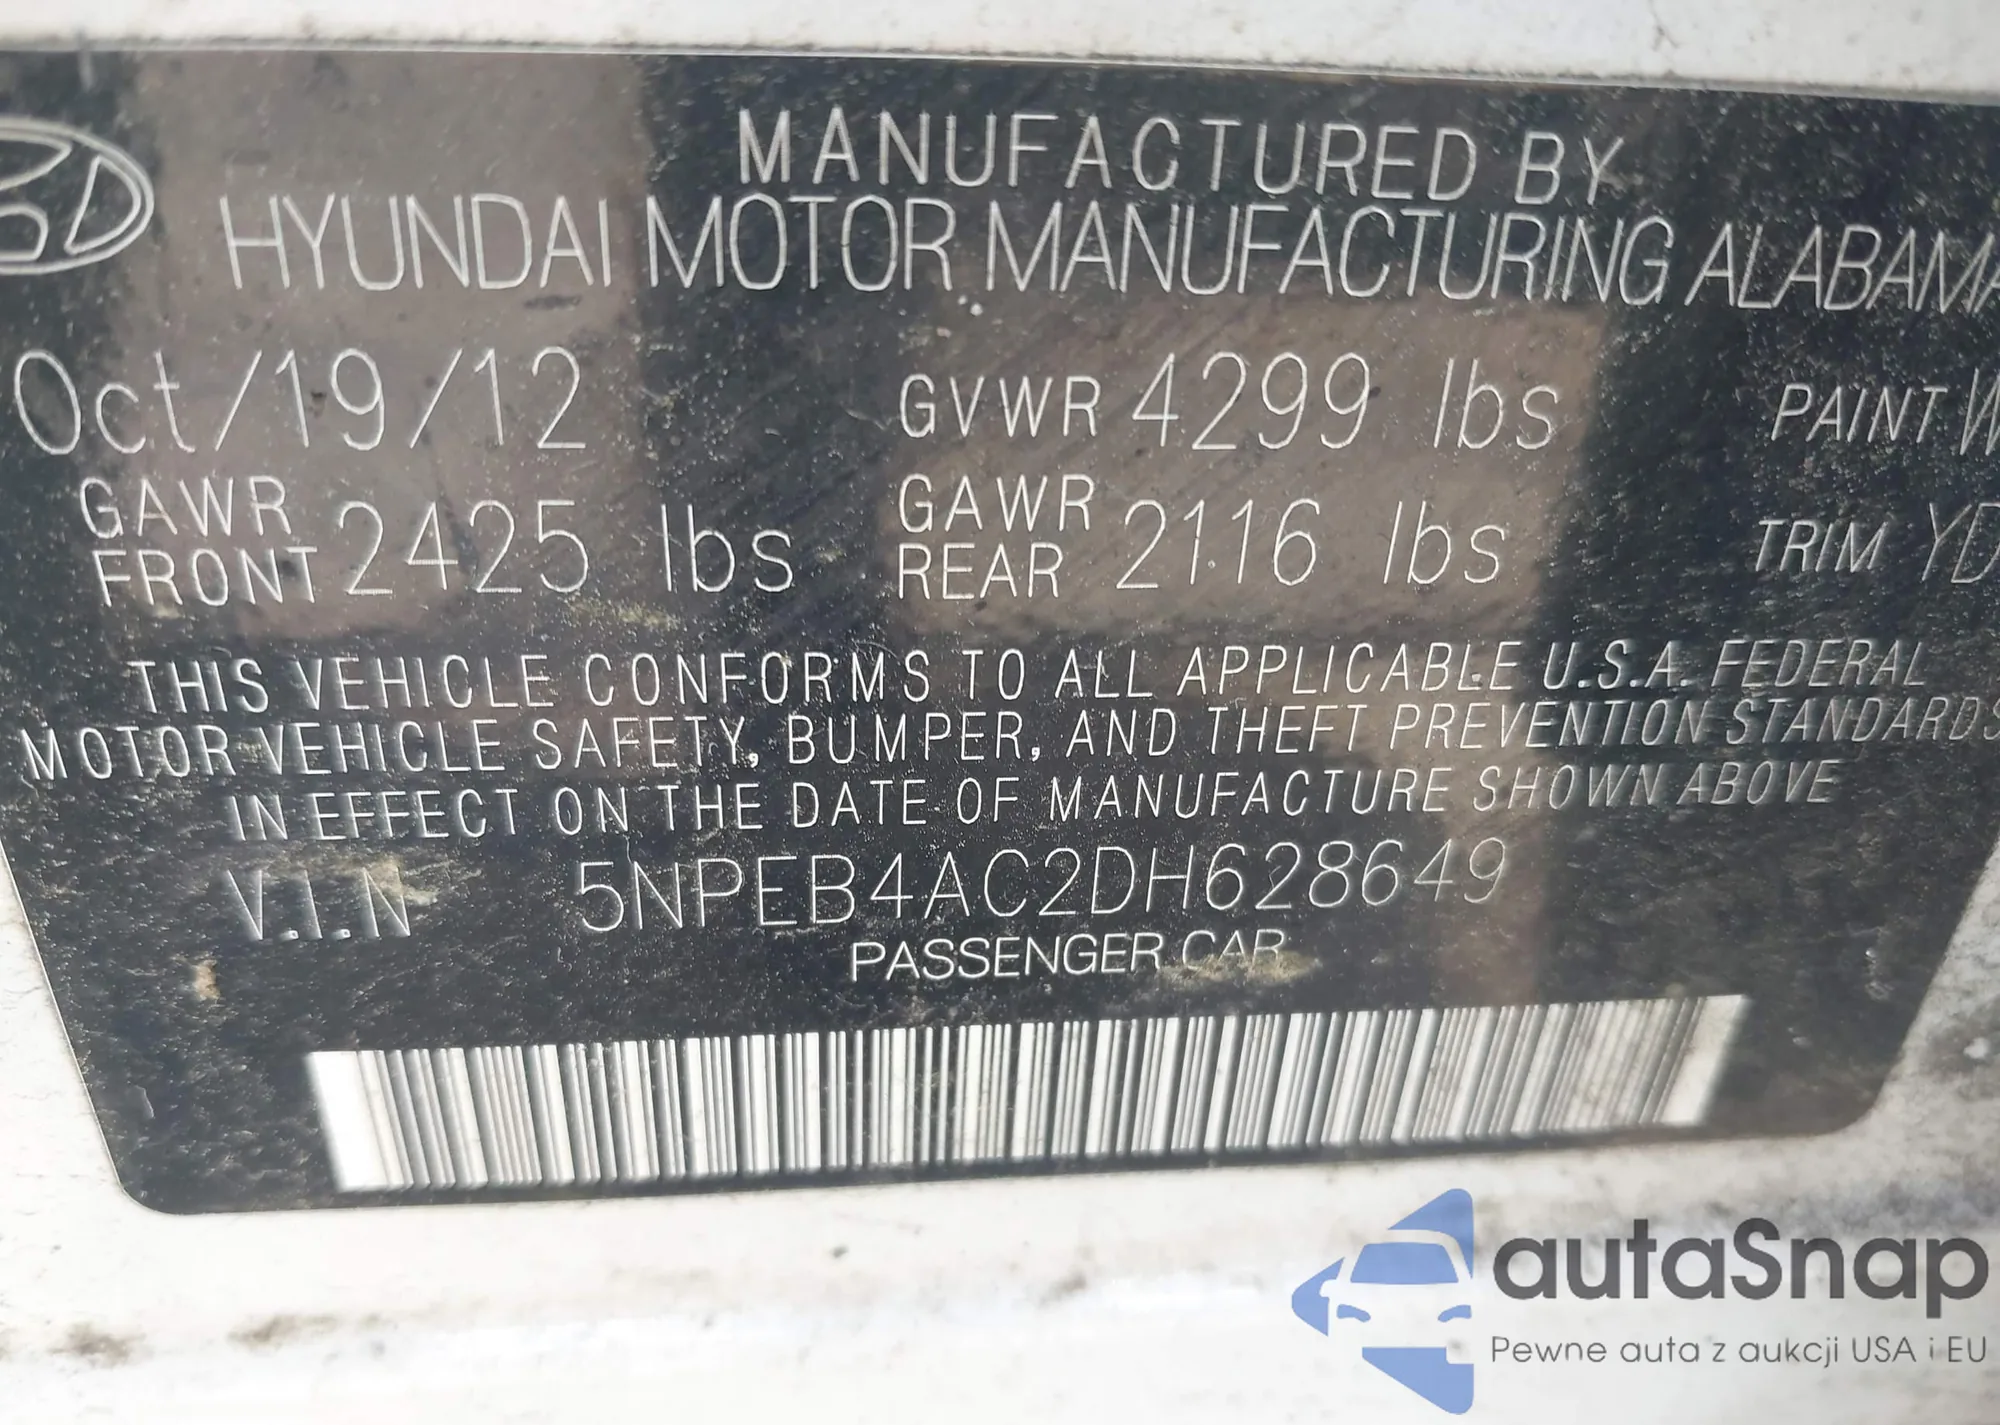 MANUFACTURED BY
HYUNDAI MOTOR MANUFACTURING ALABAMA
Oct/19/12 GVWR 4299 lbs PAINT W
GAWR FRONT 2425 lbs GAWR REAR 2116 lbs TRIM YD
THIS VEHICLE CONFORMS TO ALL APPLICABLE U.S.A. FEDERAL
MOTOR VEHICLE SAFETY, BUMPER, AND THEFT PREVENTION STANDARDS
IN EFFECT ON THE DATE OF MANUFACTURE SHOWN ABOVE
V.I.N 5NPEB4AC2DH628649
PASSENGER CAR
autaSnap
Pewne auta z aukcji USA i EU